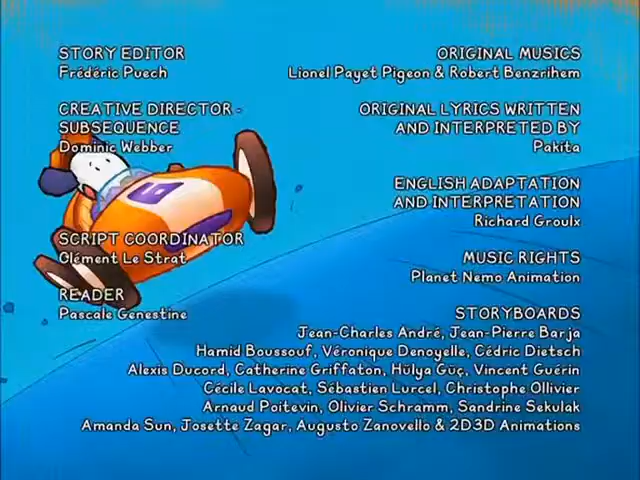 STORY EDITOR
Frédéric Puech
CREATIVE DIRECTOR -
SUBSEQUENCE
Dominic Webber
SCRIPT COORDINATOR
Clément Le Strat
READER
Pascale Genestine
ORIGINAL MUSICS
Lionel Payet Pigeon & Robert Benzrihem
ORIGINAL LYRICS WRITTEN
AND INTERPRETED BY
Pakita
ENGLISH ADAPTATION
AND INTERPRETATION
Richard Groulx
MUSIC RIGHTS
Planet Nemo Animation
STORYBOARDS
Jean-Charles André, Jean-Pierre Barja
Hamid Boussouf, Véronique Denoyelle, Cédric Dietsch
Alexis Ducord, Catherine Griffaton, Hülya Güç, Vincent Guérin
Cécile Lavocat, Sébastien Lurcel, Christophe Ollivier
Arnaud Poitevin, Olivier Schramm, Sandrine Sekulak
Amanda Sun, Josette Zagar, Augusto Zanovello & 2D3D Animations